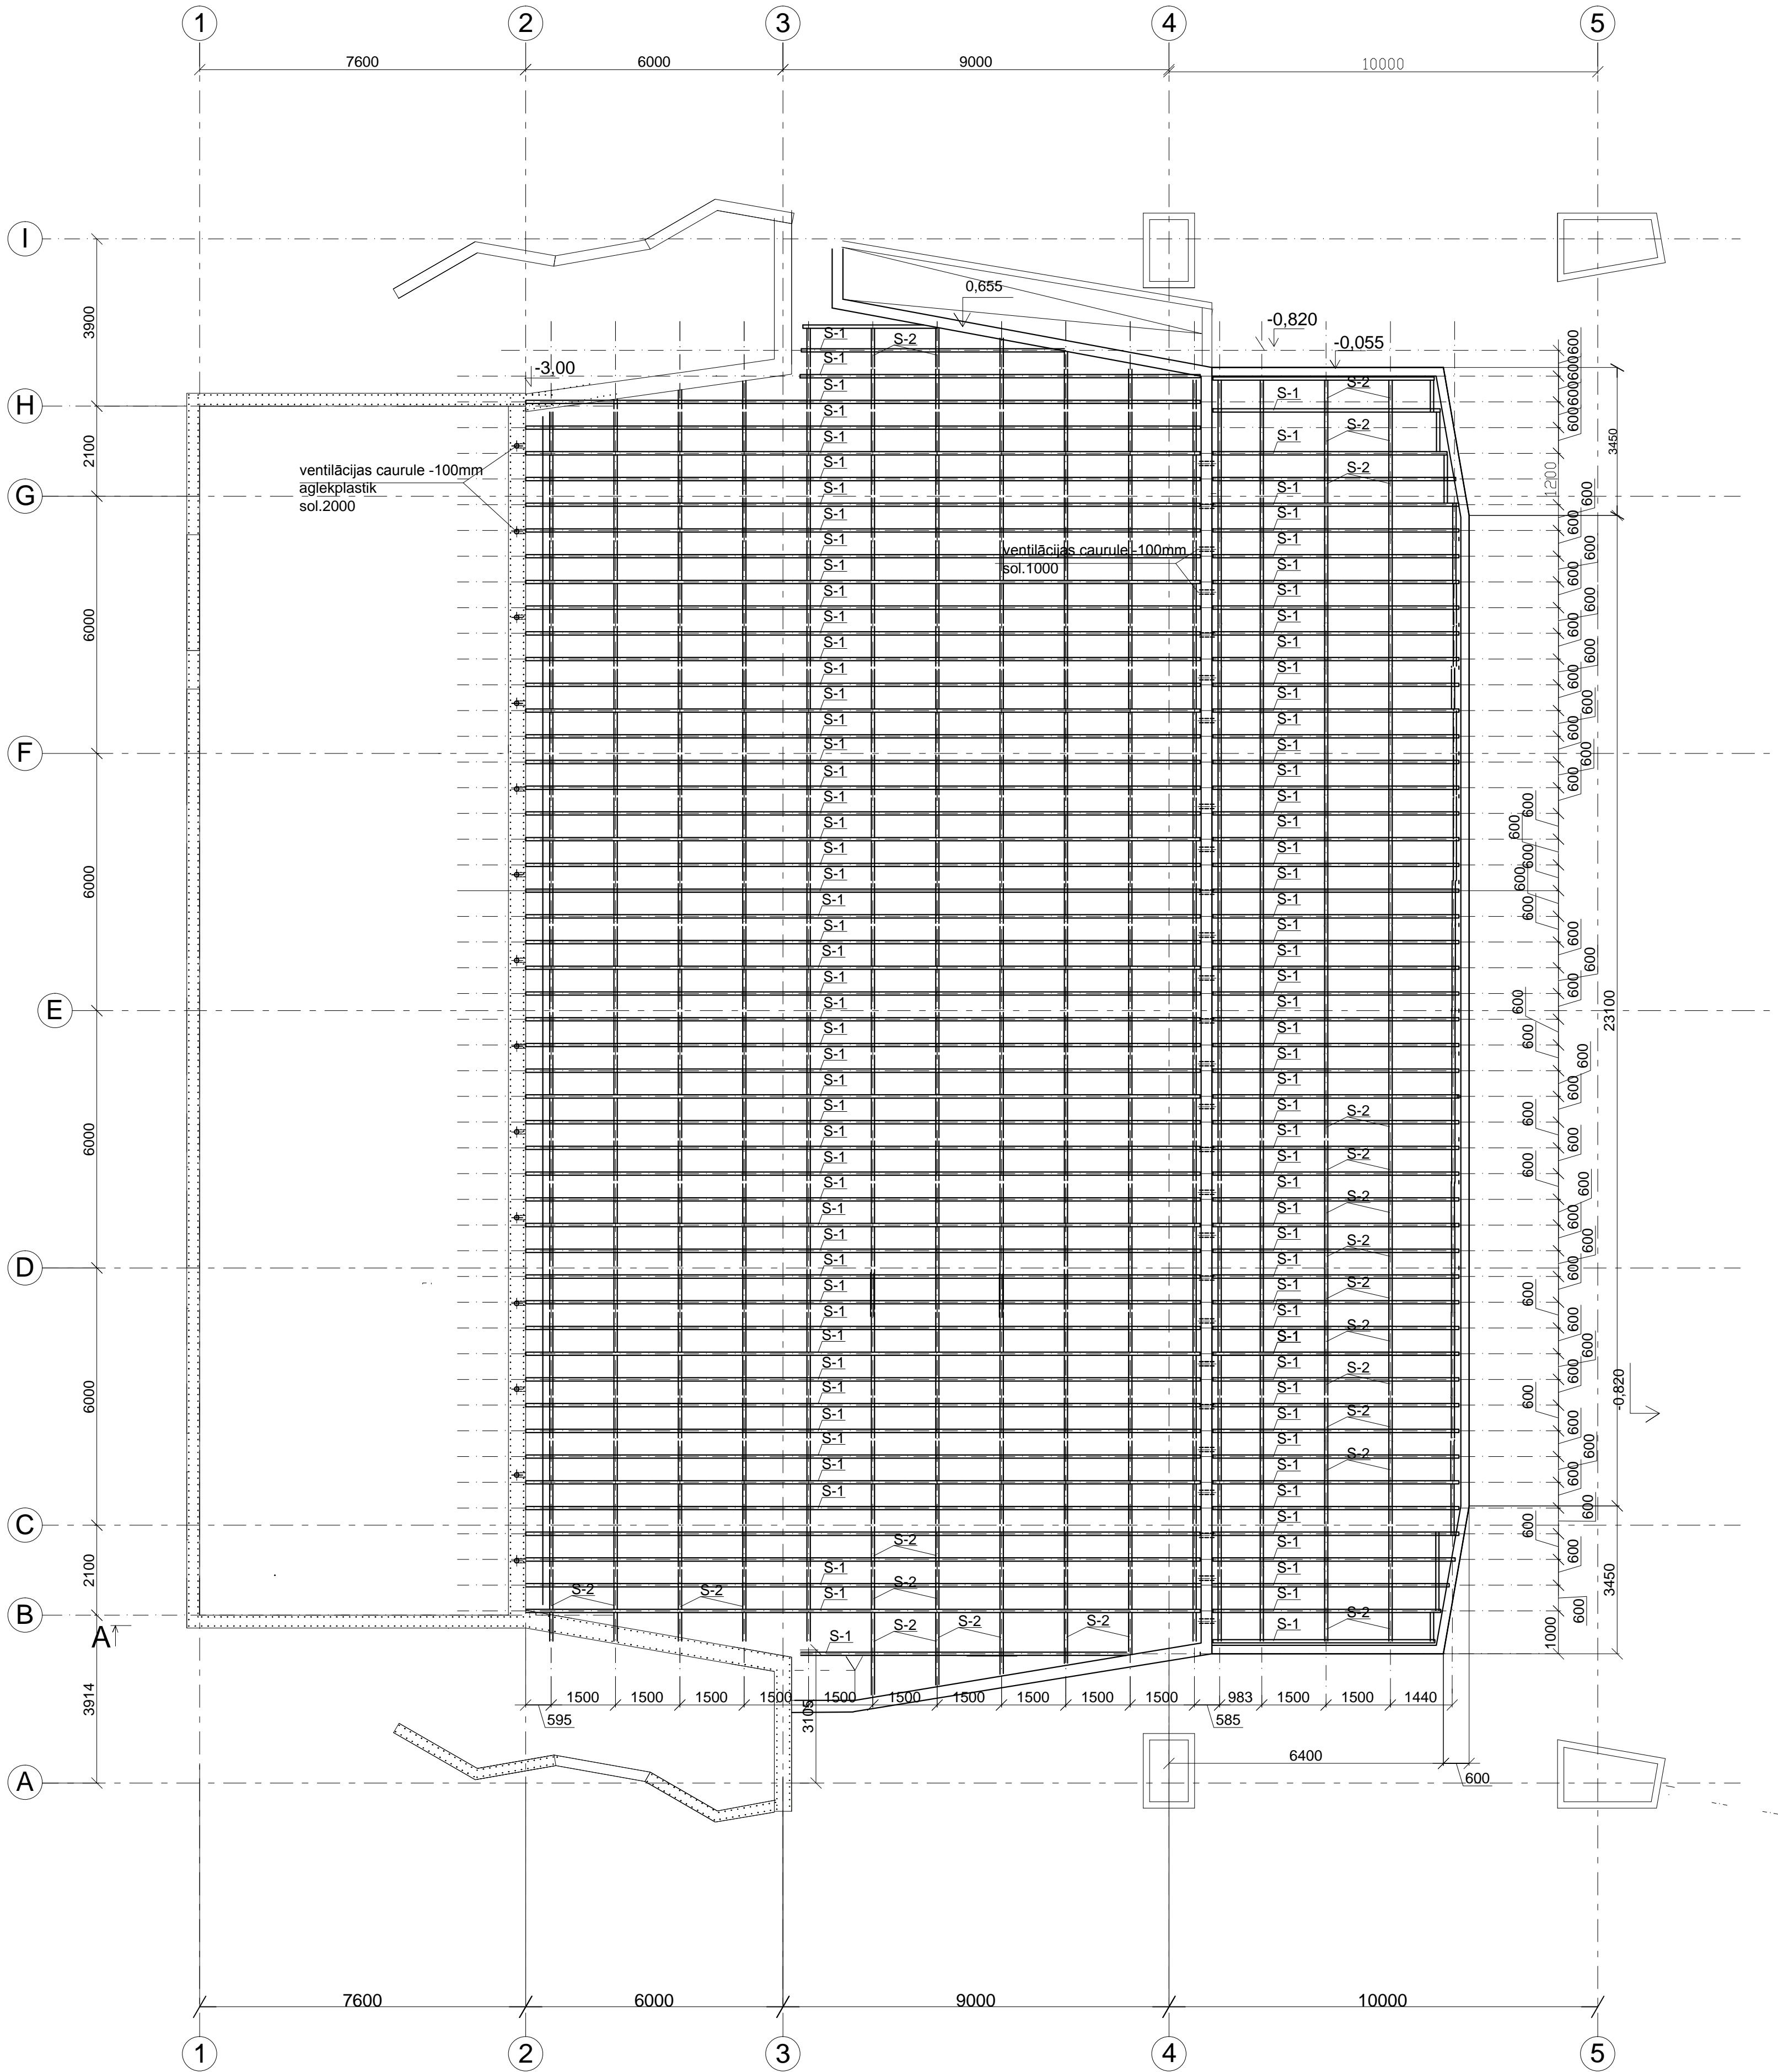 1 2 3 4 5
7600 6000 9000 10000
I
3900
0,655
-0,820
-0,055
-3,00
H
2100
3450
ventilācijas caurule -100mm
aglekplastik
sol.2000
G
1200
ventilācijas caurule -100mm
sol.1000
6000
F
6000
E
23100
6000
D
6000
-0,820
C
2100
3450
B
A
1000
3914
S-1
S-2
600
1500 1500 1500 1500 1500 1500 1500 1500 1500 1500 983 1500 1500 1440
595
3105
585
6400
600
A
7600 6000 9000 10000
1 2 3 4 5